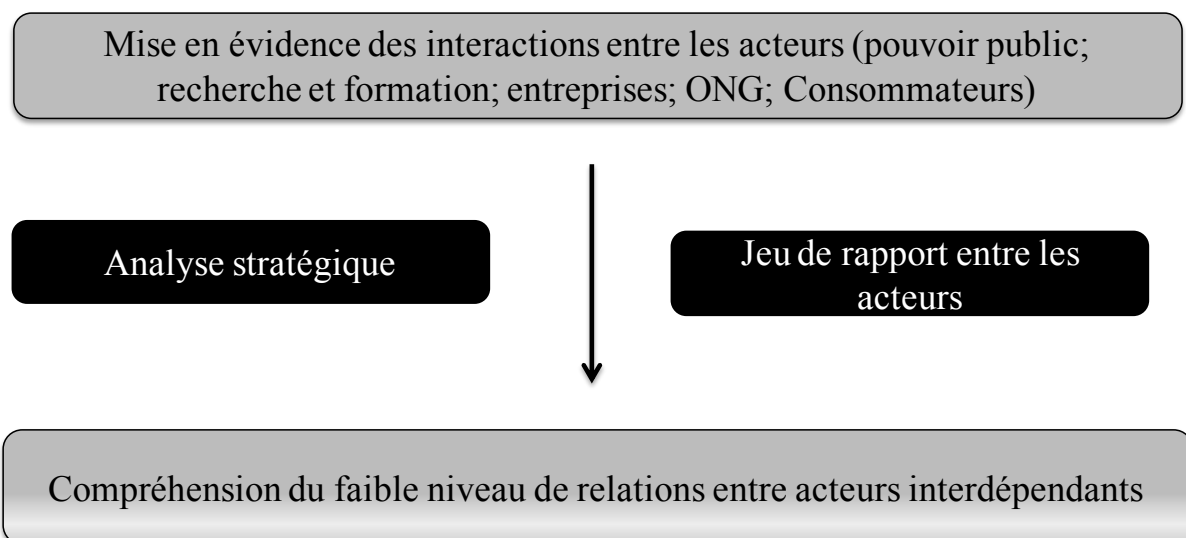 Mise en évidence des interactions entre les acteurs (pouvoir public;
recherche et formation; entreprises; ONG; Consommateurs)
Analyse stratégique
Jeu de rapport entre les
acteurs
Compréhension du faible niveau de relations entre acteurs interdépendants